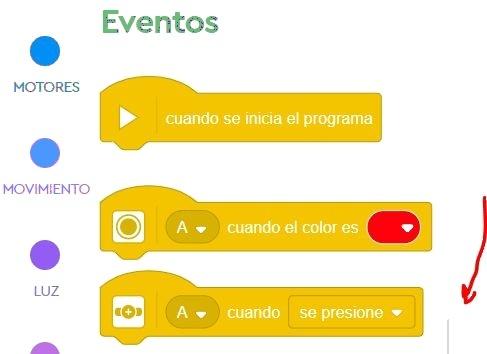 Eventos
MOTORES
cuando se inicia el programa
MOVIMIENTO
A cuando el color es
LUZ
A cuando se presione